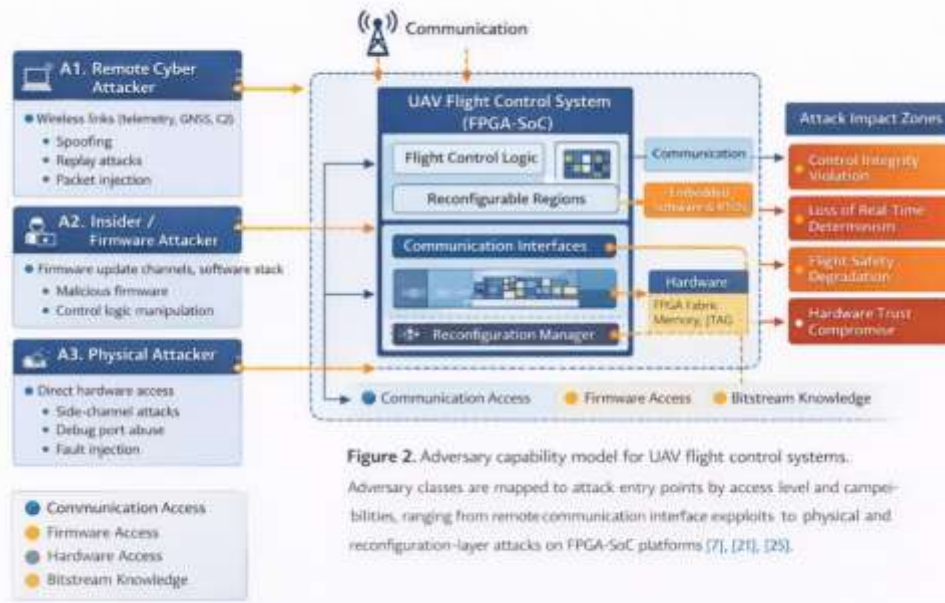 Communication
A1. Remote Cyber
Attacker
Wireless links (telemetry, GNSS, C2)
Spoofing
Replay attacks
Packet injection
A2. Insider /
Firmware Attacker
Firmware update channels, software stack
Malicious firmware
Control logic manipulation
A3. Physical Attacker
Direct hardware access
Side-channel attacks
Debug port abuse
Fault injection
Communication Access
Firmware Access
Hardware Access
Bitstream Knowledge
UAV Flight Control System
(FPGA-SoC)
Flight Control Logic
Reconfigurable Regions
Communication Interfaces
Reconfiguration Manager
Communication
Embedded
Software & RTOS
Hardware
FPGA Fabric
Memory, JTAG
Attack Impact Zones
Control Integrity
Violation
Loss of Real-Time
Determinism
Flight Safety
Degradation
Hardware Trust
Compromise
Communication Access Firmware Access Bitstream Knowledge
Figure 2. Adversary capability model for UAV flight control systems.
Adversary classes are mapped to attack entry points by access level and campei-
bilities, ranging from remote communication interface expploits to physical and
reconfiguration-layer attacks on FPGA-SoC platforms [7], [21], [25].